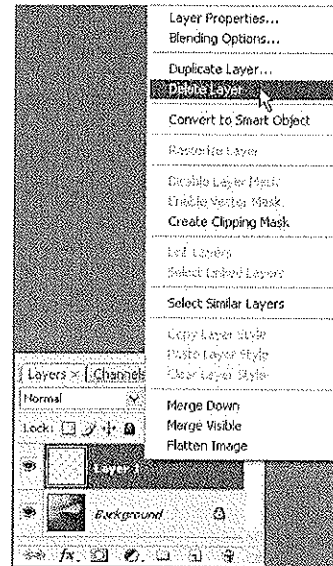 Layer Properties...
Blending Options...
Duplicate Layer...
Delete Layer
Convert to Smart Object
Rasterize Layer
Disable Layer Mask
Enable Vector Mask
Create Clipping Mask
Link Layers
Select Linked Layers
Select Similar Layers
Copy Layer Style
Paste Layer Style
Clear Layer Style
Merge Down
Merge Visible
Flatten Image
Layers × Channels
Normal
Lock:
Layer 1
Background
fx.